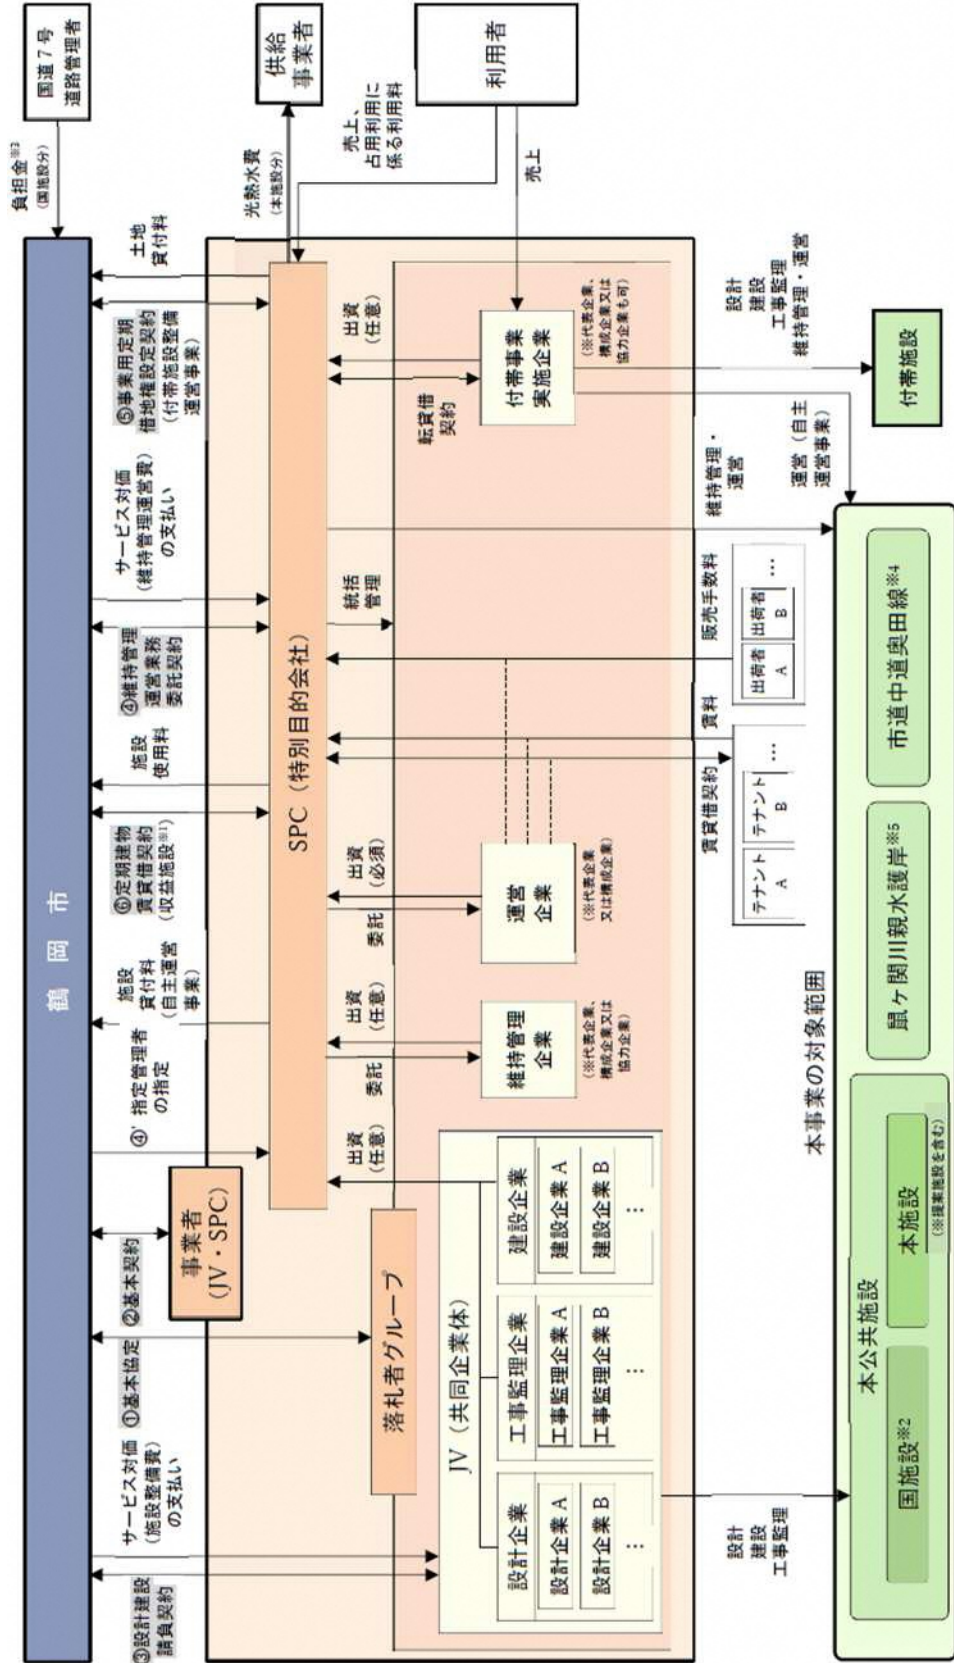 鶴岡市
国道７号
道路管理者
負担金※3
（国施設分）
③設計建設
請負契約
サービス対価
（施設整備費）
の支払い
①基本協定
②基本契約
④’指定管理者
の指定
施設
貸付料
（自主運営
事業）
⑥定期建物
賃貸借契約
（収益施設※1）
施設
使用料
④維持管理
運営業務
委託契約
サービス対価
（維持管理運営費）
の支払い
⑤事業用定期
借地権設定契約
（付帯施設整備
運営事業）
土地
貸付料
事業者
（JV・SPC）
SPC（特別目的会社）
光熱水費
（本施設分）
供給
事業者
売上、
占用利用に
係る利用料
利用者
売上
落札者グループ
出資
（任意）
委託
出資
（任意）
委託
出資
（必須）
統括
管理
転貸借
契約
出資
（任意）
JV（共同企業体）
設計企業
設計企業 A
設計企業 B
…
工事監理企業
工事監理企業 A
工事監理企業 B
…
建設企業
建設企業 A
建設企業 B
…
維持管理
企業
（※代表企業、
構成企業又は
協力企業）
運営
企業
（※代表企業
又は構成企業）
付帯事業
実施企業
（※代表企業、
構成企業又は
協力企業も可）
賃貸借契約
賃料
販売手数料
テナント
A
テナント
B
…
出荷者
A
出荷者
B
…
設計
建設
工事監理
維持管理・
運営
運営（自主
運営事業）
設計
建設
工事監理
維持管理・運営
付帯施設
本事業の対象範囲
本公共施設
国施設※2
本施設
（※提案施設を含む）
鼠ヶ関川親水護岸※5
市道中道奥田線※4